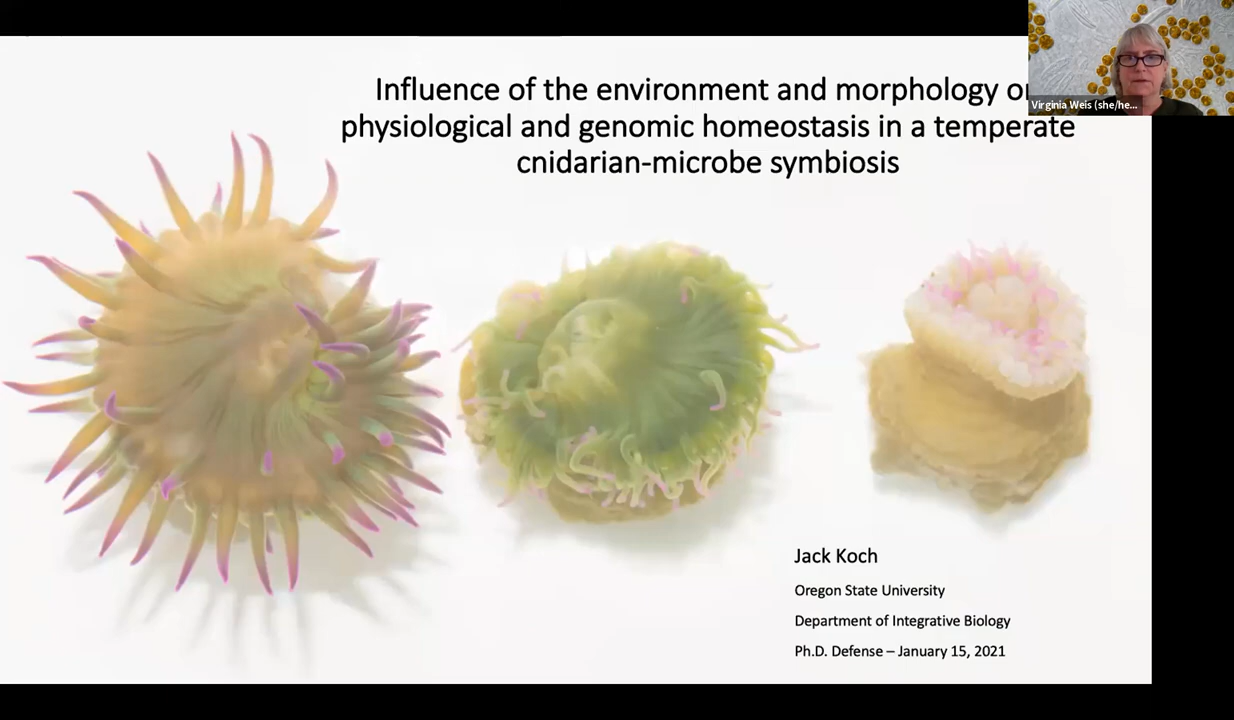 Influence of the environment and morphology on
physiological and genomic homeostasis in a temperate
cnidarian-microbe symbiosis
Virginia Weis (she/he...
Jack Koch
Oregon State University
Department of Integrative Biology
Ph.D. Defense – January 15, 2021